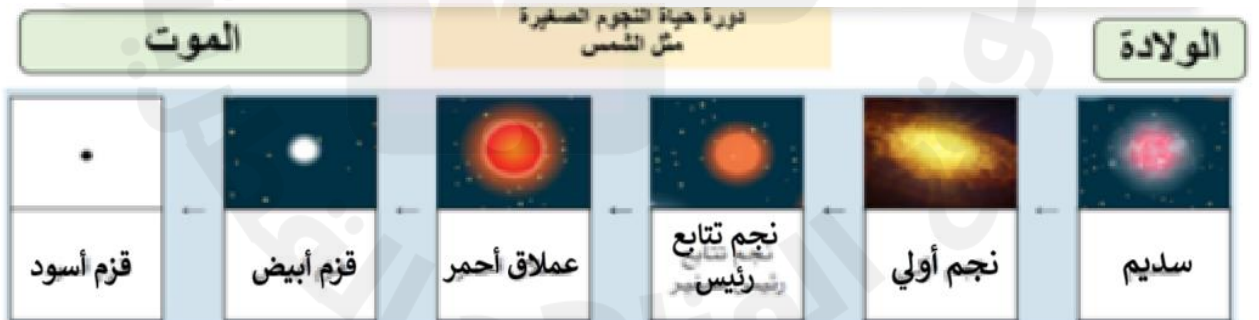 دورة حياة النجوم الصغيرة
مثل الشمس
الولادة
الموت
سديم
نجم أولي
نجم تتابع
رئيس
عملاق أحمر
قزم أبيض
قزم أسود